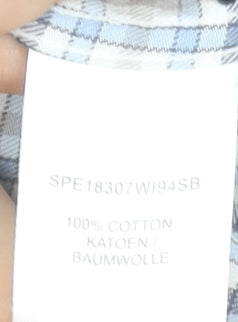 SPE18307WI94SB
100% COTTON
KATOEN /
BAUMWOLLE